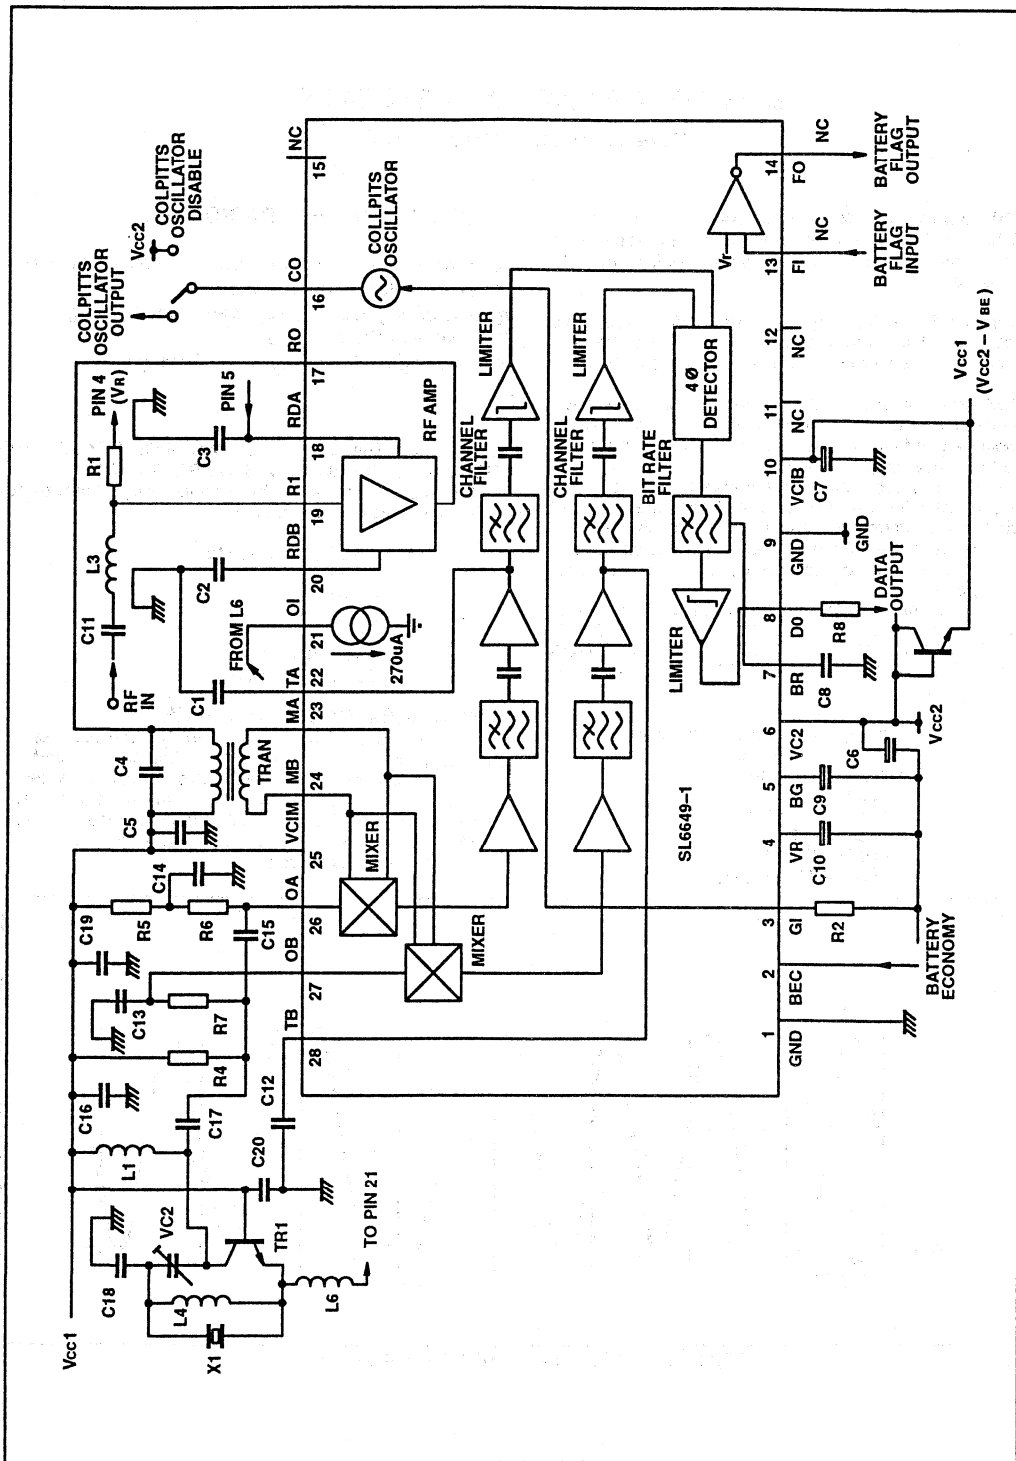 Vcc1
X1
L4
C18
VC2
TR1
L6
TO PIN 21
L1
C20
C12
C16
C17
R4
R7
C13
C19
R5
R6
C14
C15
C5
C4
TRAN
RF
IN
C11
L3
R1
PIN 4
(VR)
C1
C2
FROM L6
270uA
C3
PIN 5
COLPITTS
OSCILLATOR
OUTPUT
Vcc2
COLPITTS
OSCILLATOR
DISABLE
28
TB
27
OB
26
OA
25
VCIM
24
MB
23
MA
22
TA
21
OI
20
RDB
19
R1
18
RDA
17
RO
16
CO
15
NC
MIXER
MIXER
RF AMP
COLLPITS
OSCILLATOR
CHANNEL
FILTER
LIMITER
CHANNEL
FILTER
LIMITER
BIT RATE
FILTER
4Ø
DETECTOR
LIMITER
Vr
SL6649-1
1
GND
2
BEC
3
GI
4
VR
5
BG
6
VC2
7
BR
8
D0
9
GND
10
VCIB
11
NC
12
NC
13
FI
14
FO
BATTERY
ECONOMY
R2
C10
C9
C6
Vcc2
C8
R8
DATA
OUTPUT
GND
C7
Vcc1
(Vcc2 – V BE )
NC
BATTERY
FLAG
INPUT
NC
BATTERY
FLAG
OUTPUT